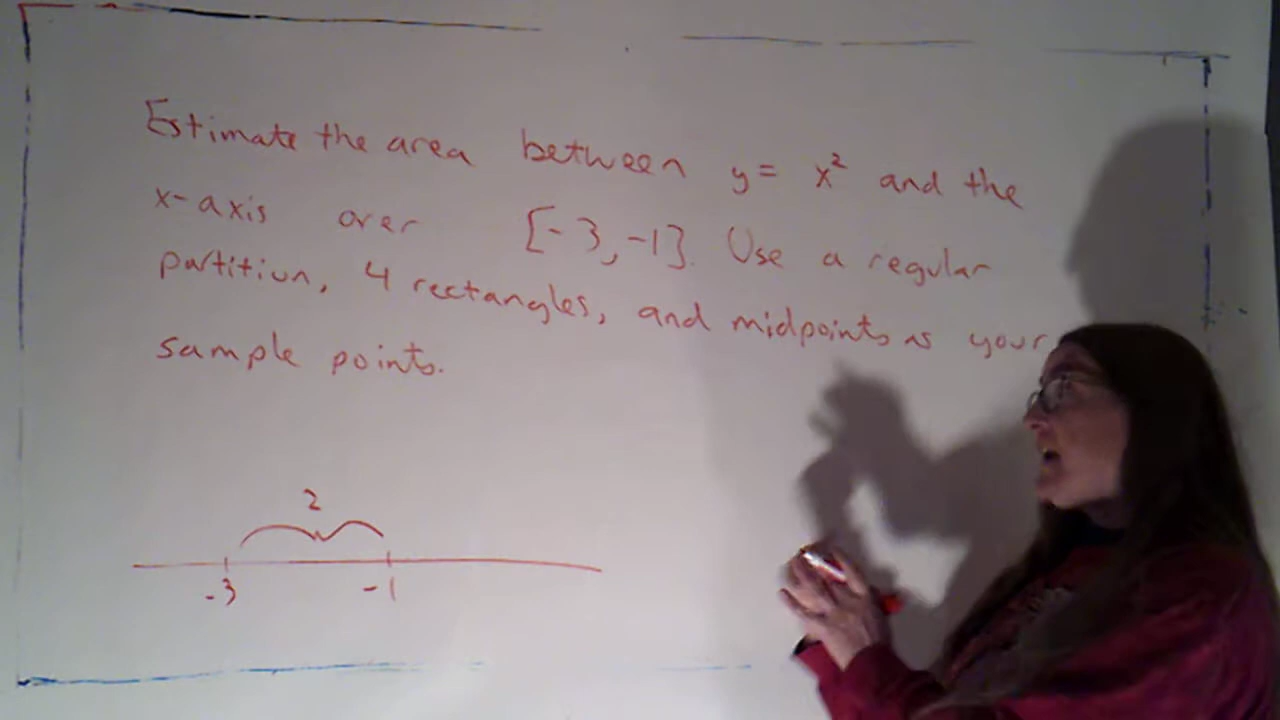 Estimate the area between y = x² and the
x-axis over [-3, -1]. Use a regular
partition, 4 rectangles, and midpoints as your
sample points.
2
-3 -1